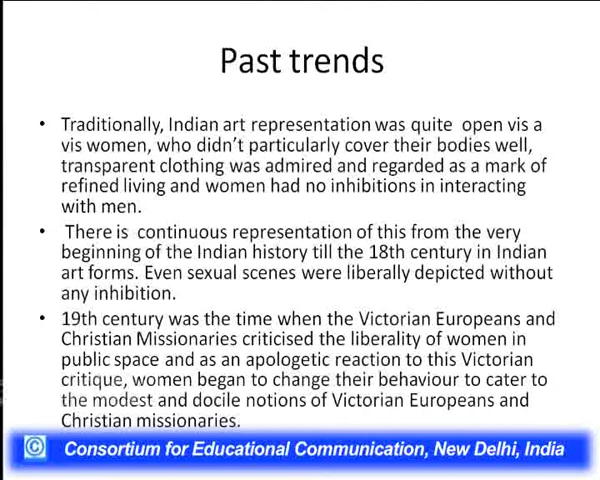 Past trends
• Traditionally, Indian art representation was quite open vis a
vis women, who didn't particularly cover their bodies well,
transparent clothing was admired and regarded as a mark of
refined living and women had no inhibitions in interacting
with men.
• There is continuous representation of this from the very
beginning of the Indian history till the 18th century in Indian
art forms. Even sexual scenes were liberally depicted without
any inhibition.
• 19th century was the time when the Victorian Europeans and
Christian Missionaries criticised the liberality of women in
public space and as an apologetic reaction to this Victorian
critique, women began to change their behaviour to cater to
the modest and docile notions of Victorian Europeans and
Christian missionaries.
© Consortium for Educational Communication, New Delhi, India